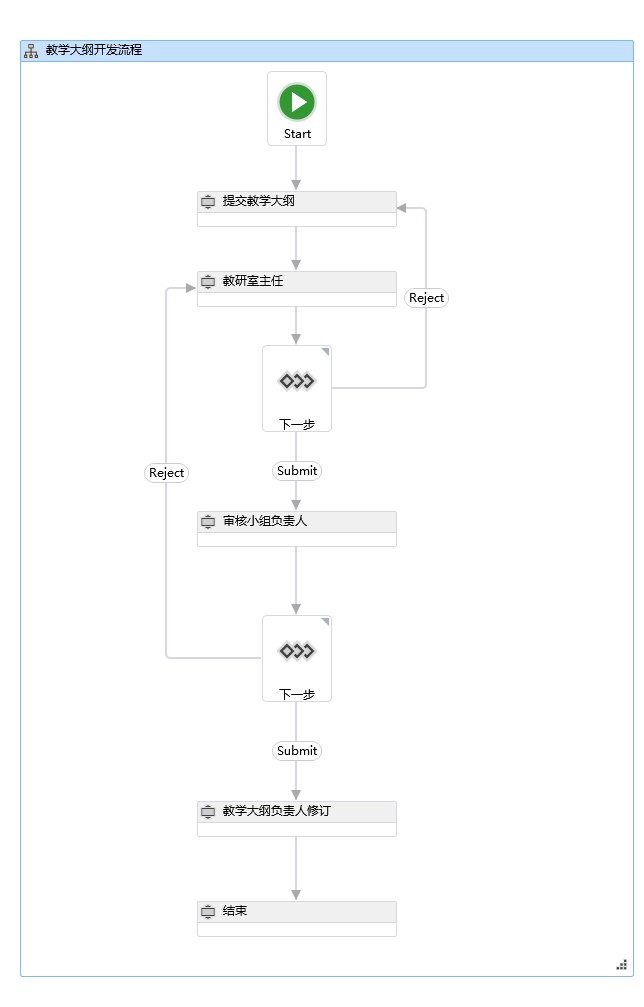 教学大纲开发流程
Start
提交教学大纲
教研室主任
Reject
下一步
Reject
Submit
审核小组负责人
下一步
Submit
教学大纲负责人修订
结束